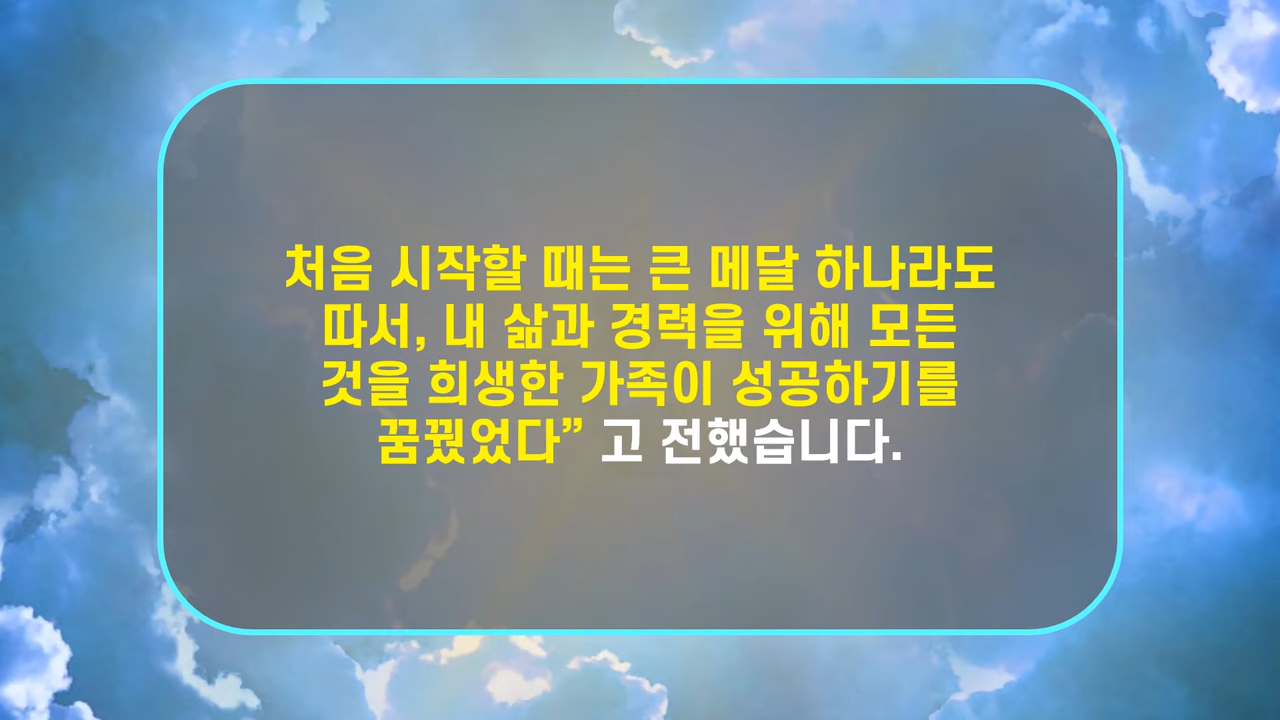 처음 시작할 때는 큰 메달 하나라도
따서, 내 삶과 경력을 위해 모든
것을 희생한 가족이 성공하기를
꿈꿨었다” 고 전했습니다.